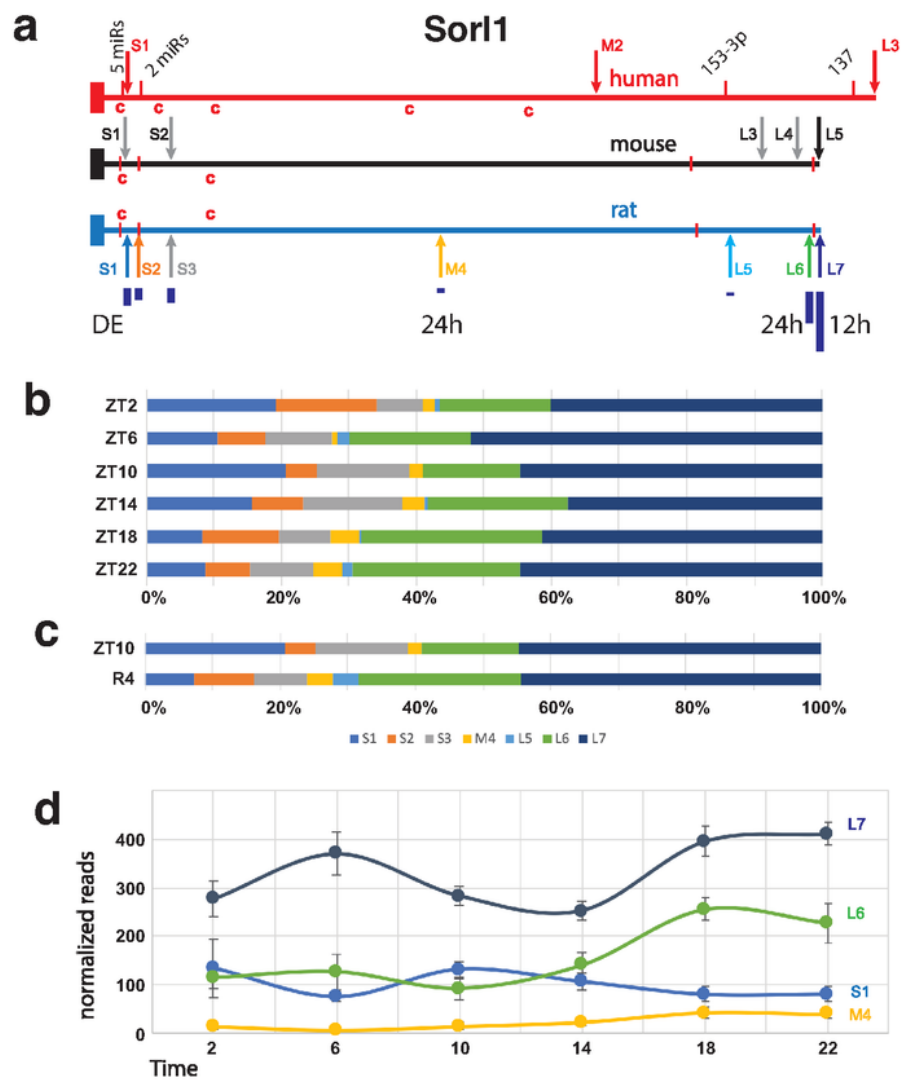 a
Sorl1
5 miRs
S1
2 miRs
M2
153-3p
137
L3
human
c c c c c
S1 S2 L3 L4 L5
mouse
c c
c c
rat
S1 S2 S3 M4 L5 L6 L7
DE 24h 24h 12h
b
ZT2
ZT6
ZT10
ZT14
ZT18
ZT22
0% 20% 40% 60% 80% 100%
c
ZT10
R4
0% 20% 40% 60% 80% 100%
S1 S2 S3 M4 L5 L6 L7
d
normalized reads
400
300
200
100
0
L7
L6
S1
M4
2 6 10 14 18 22
Time